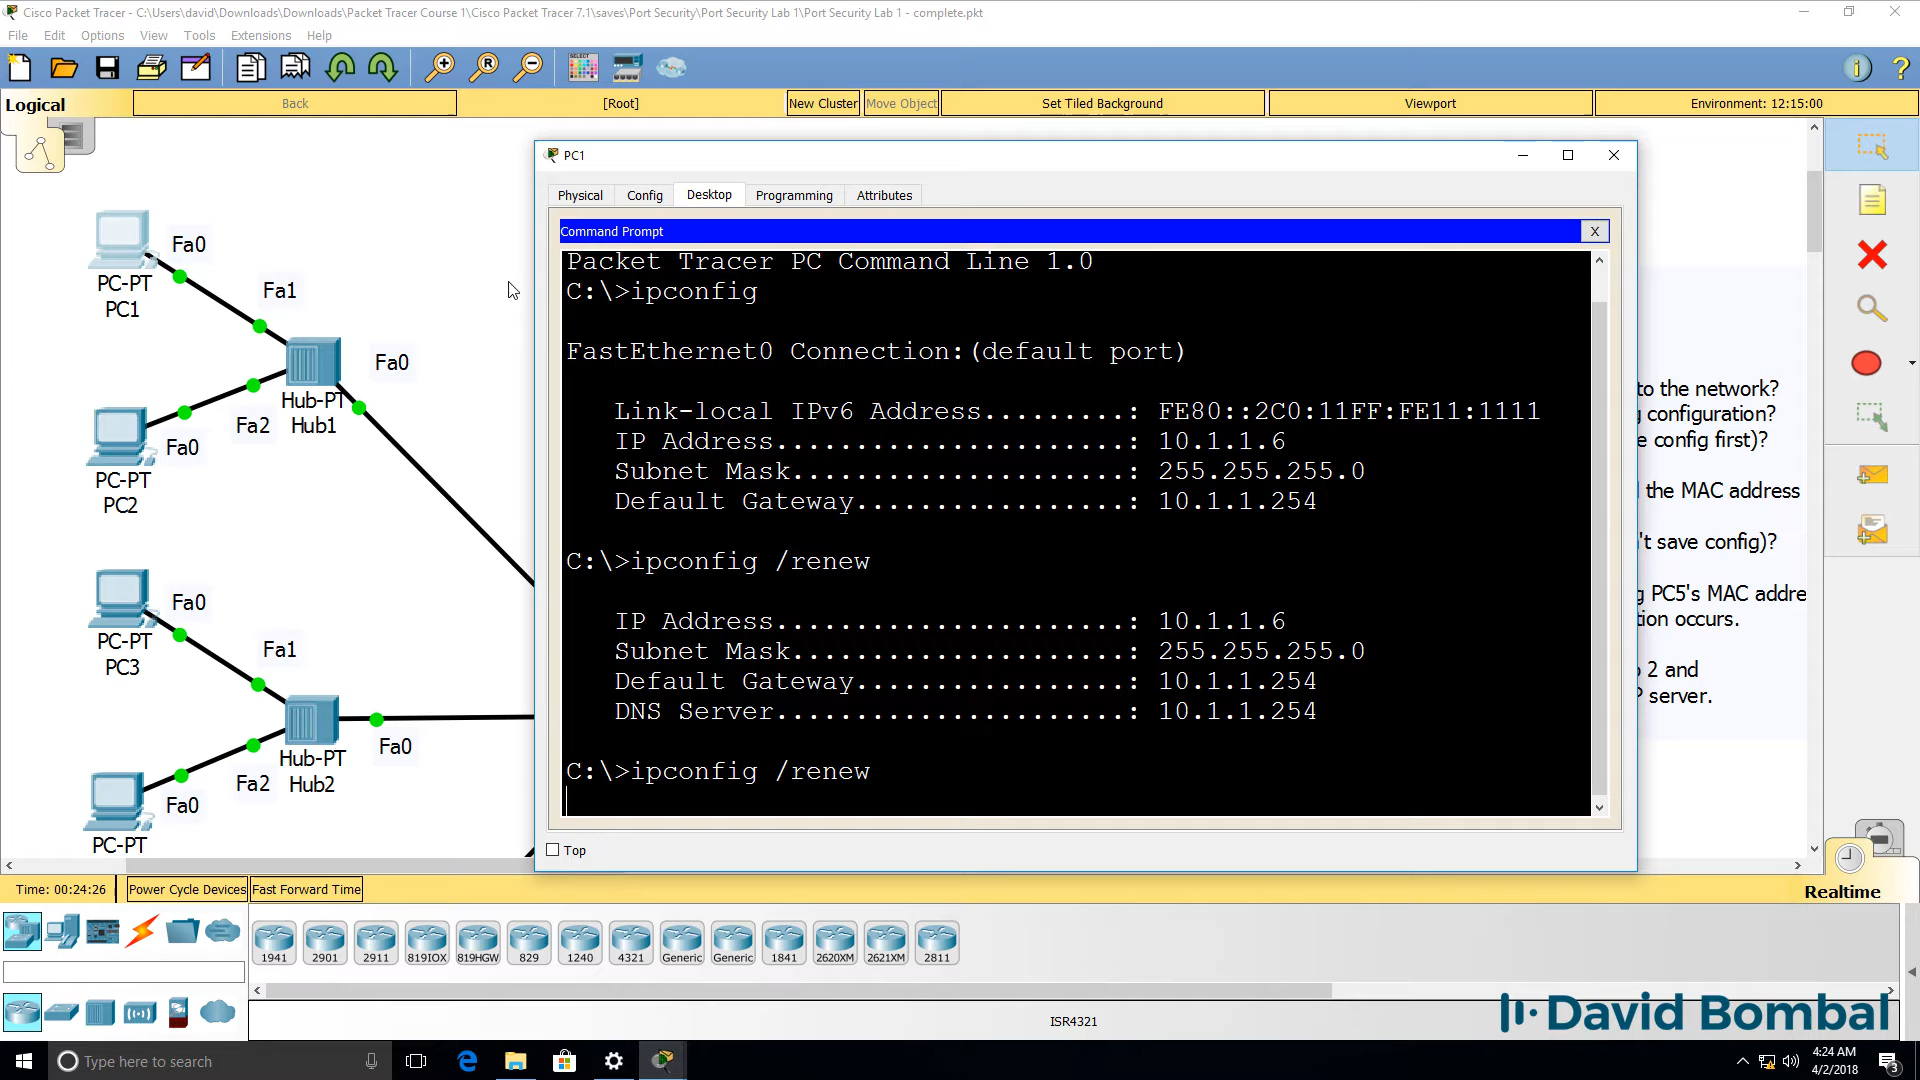 Cisco Packet Tracer - C:\Users\david\Downloads\Downloads\Packet Tracer Course 1\Cisco Packet Tracer 7.1\saves\Port Security\Port Security Lab 1\Port Security Lab 1 - complete.pkt
File Edit Options View Tools Extensions Help
Logical Back [Root] New Cluster Move Object Set Tiled Background Viewport Environment: 12:15:00
PC1
Physical Config Desktop Programming Attributes
Command Prompt X
Packet Tracer PC Command Line 1.0
C:\>ipconfig
FastEthernet0 Connection:(default port)
Link-local IPv6 Address.........: FE80::2C0:11FF:FE11:1111
IP Address......................: 10.1.1.6
Subnet Mask.....................: 255.255.255.0
Default Gateway.................: 10.1.1.254
C:\>ipconfig /renew
IP Address......................: 10.1.1.6
Subnet Mask.....................: 255.255.255.0
Default Gateway.................: 10.1.1.254
DNS Server......................: 10.1.1.254
C:\>ipconfig /renew
Top
Fa0
PC-PT
PC1
Fa1
Fa0
Hub-PT
Hub1
Fa2
Fa0
PC-PT
PC2
Fa0
PC-PT
PC3
Fa1
Fa0
Hub-PT
Hub2
Fa2
Fa0
PC-PT
to the network?
configuration?
config first)?
the MAC address
't save config)?
PC5's MAC addre
tion occurs.
2 and
server.
Time: 00:24:26 Power Cycle Devices Fast Forward Time
Realtime
1941 2901 2911 819IOX 819HGW 829 1240 4321 Generic Generic 1841 2620XM 2621XM 2811
ISR4321
David Bombal
Type here to search
4:24 AM
4/2/2018
3